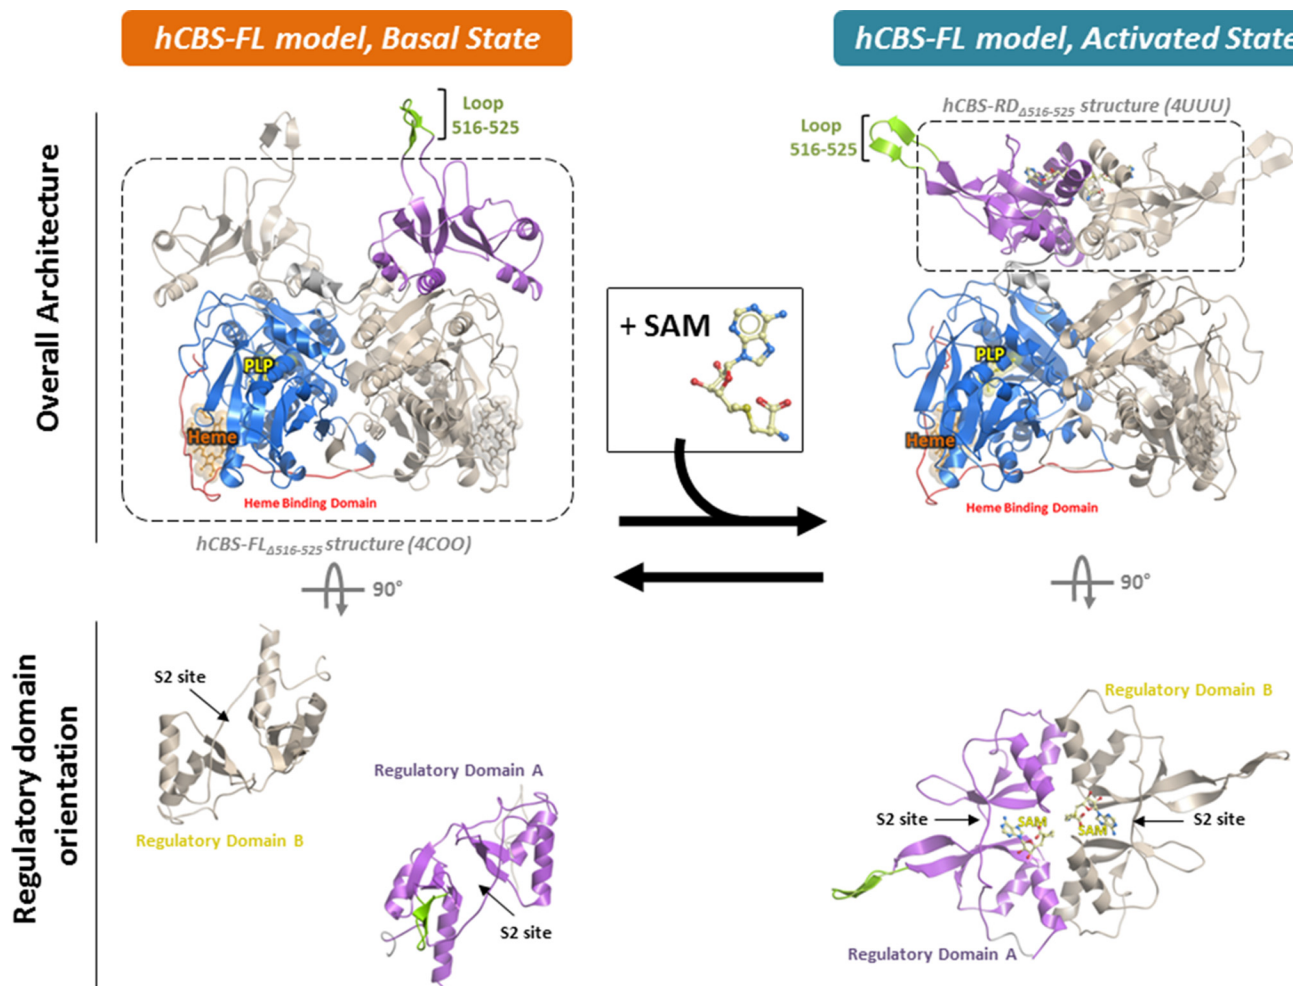 hCBS-FL model, Basal State
hCBS-FL model, Activated State
Overall Architecture
Loop
516-525
PLP
Heme
Heme Binding Domain
hCBS-FLΔ516-525 structure (4COO)
90°
+ SAM
hCBS-RDΔ516-525 structure (4UUU)
Loop
516-525
PLP
Heme
Heme Binding Domain
90°
Regulatory domain
orientation
S2 site
Regulatory Domain B
Regulatory Domain A
S2 site
Regulatory Domain B
S2 site
SAM
SAM
S2 site
Regulatory Domain A